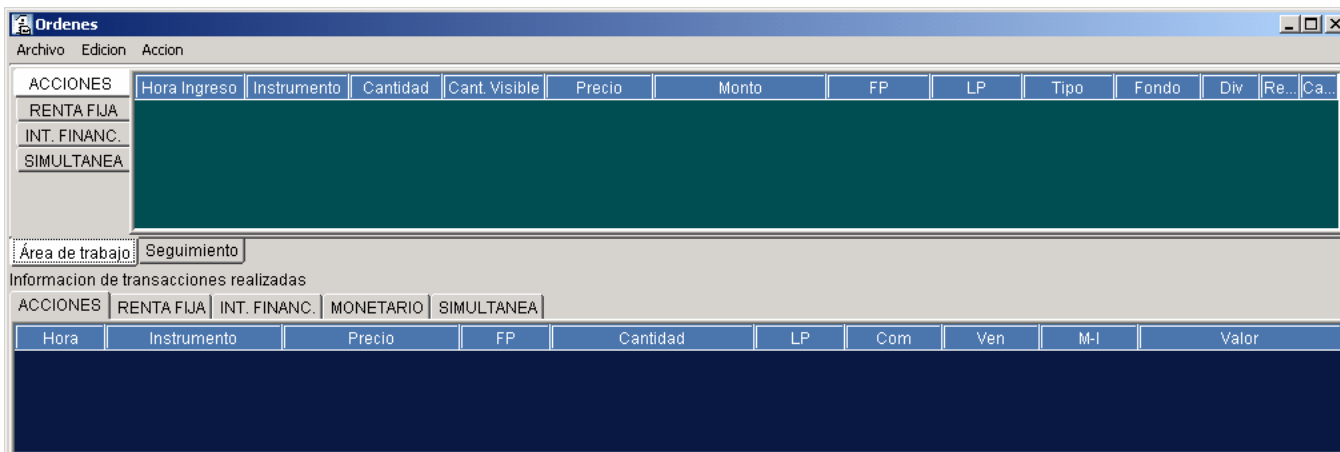 Ordenes
Archivo Edicion Accion
ACCIONES
RENTA FIJA
INT. FINANC.
SIMULTANEA
Hora Ingreso Instrumento Cantidad Cant. Visible Precio Monto FP LP Tipo Fondo Div Re... Ca...
Área de trabajo Seguimiento
Informacion de transacciones realizadas
ACCIONES RENTA FIJA INT. FINANC. MONETARIO SIMULTANEA
Hora Instrumento Precio FP Cantidad LP Com Ven M-I Valor